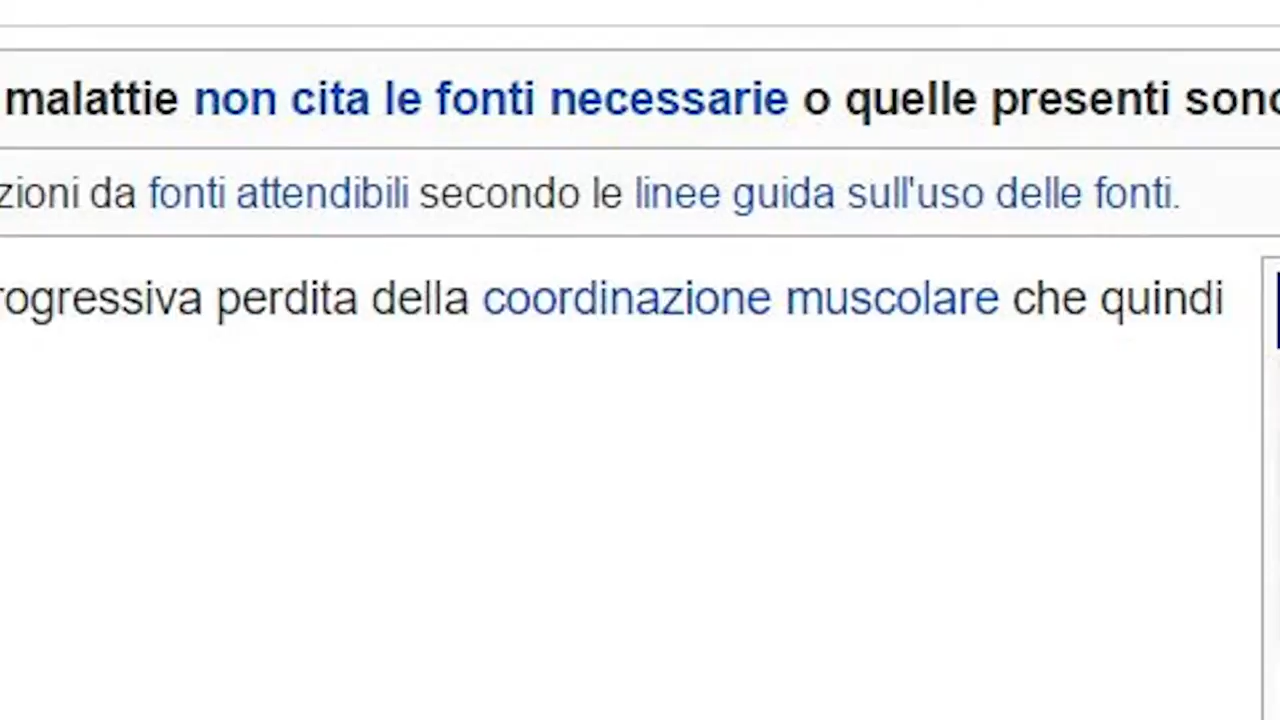 malattie non cita le fonti necessarie o quelle presenti sono
zioni da fonti attendibili secondo le linee guida sull'uso delle fonti.
rogressiva perdita della coordinazione muscolare che quindi